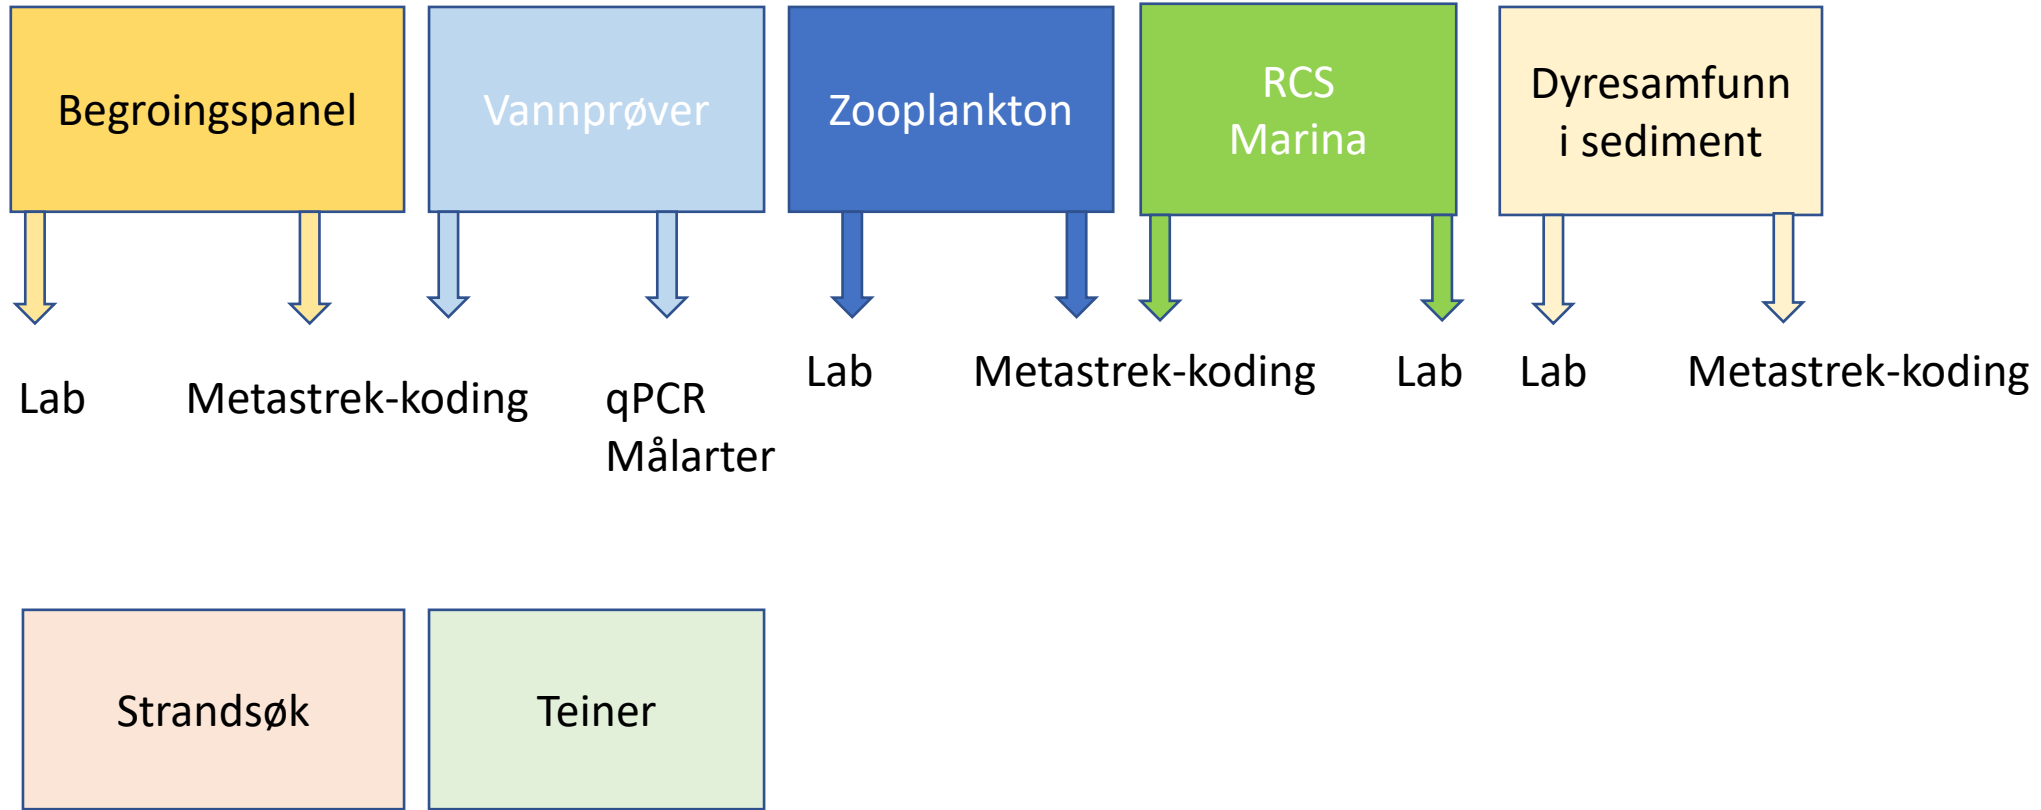 Begroingspanel
Vannprøver
Zooplankton
RCS
Marina
Dyresamfunn
i sediment
Lab
Metastrek-koding
qPCR
Målarter
Lab
Metastrek-koding
Lab
Lab
Metastrek-koding
Strandsøk
Teiner